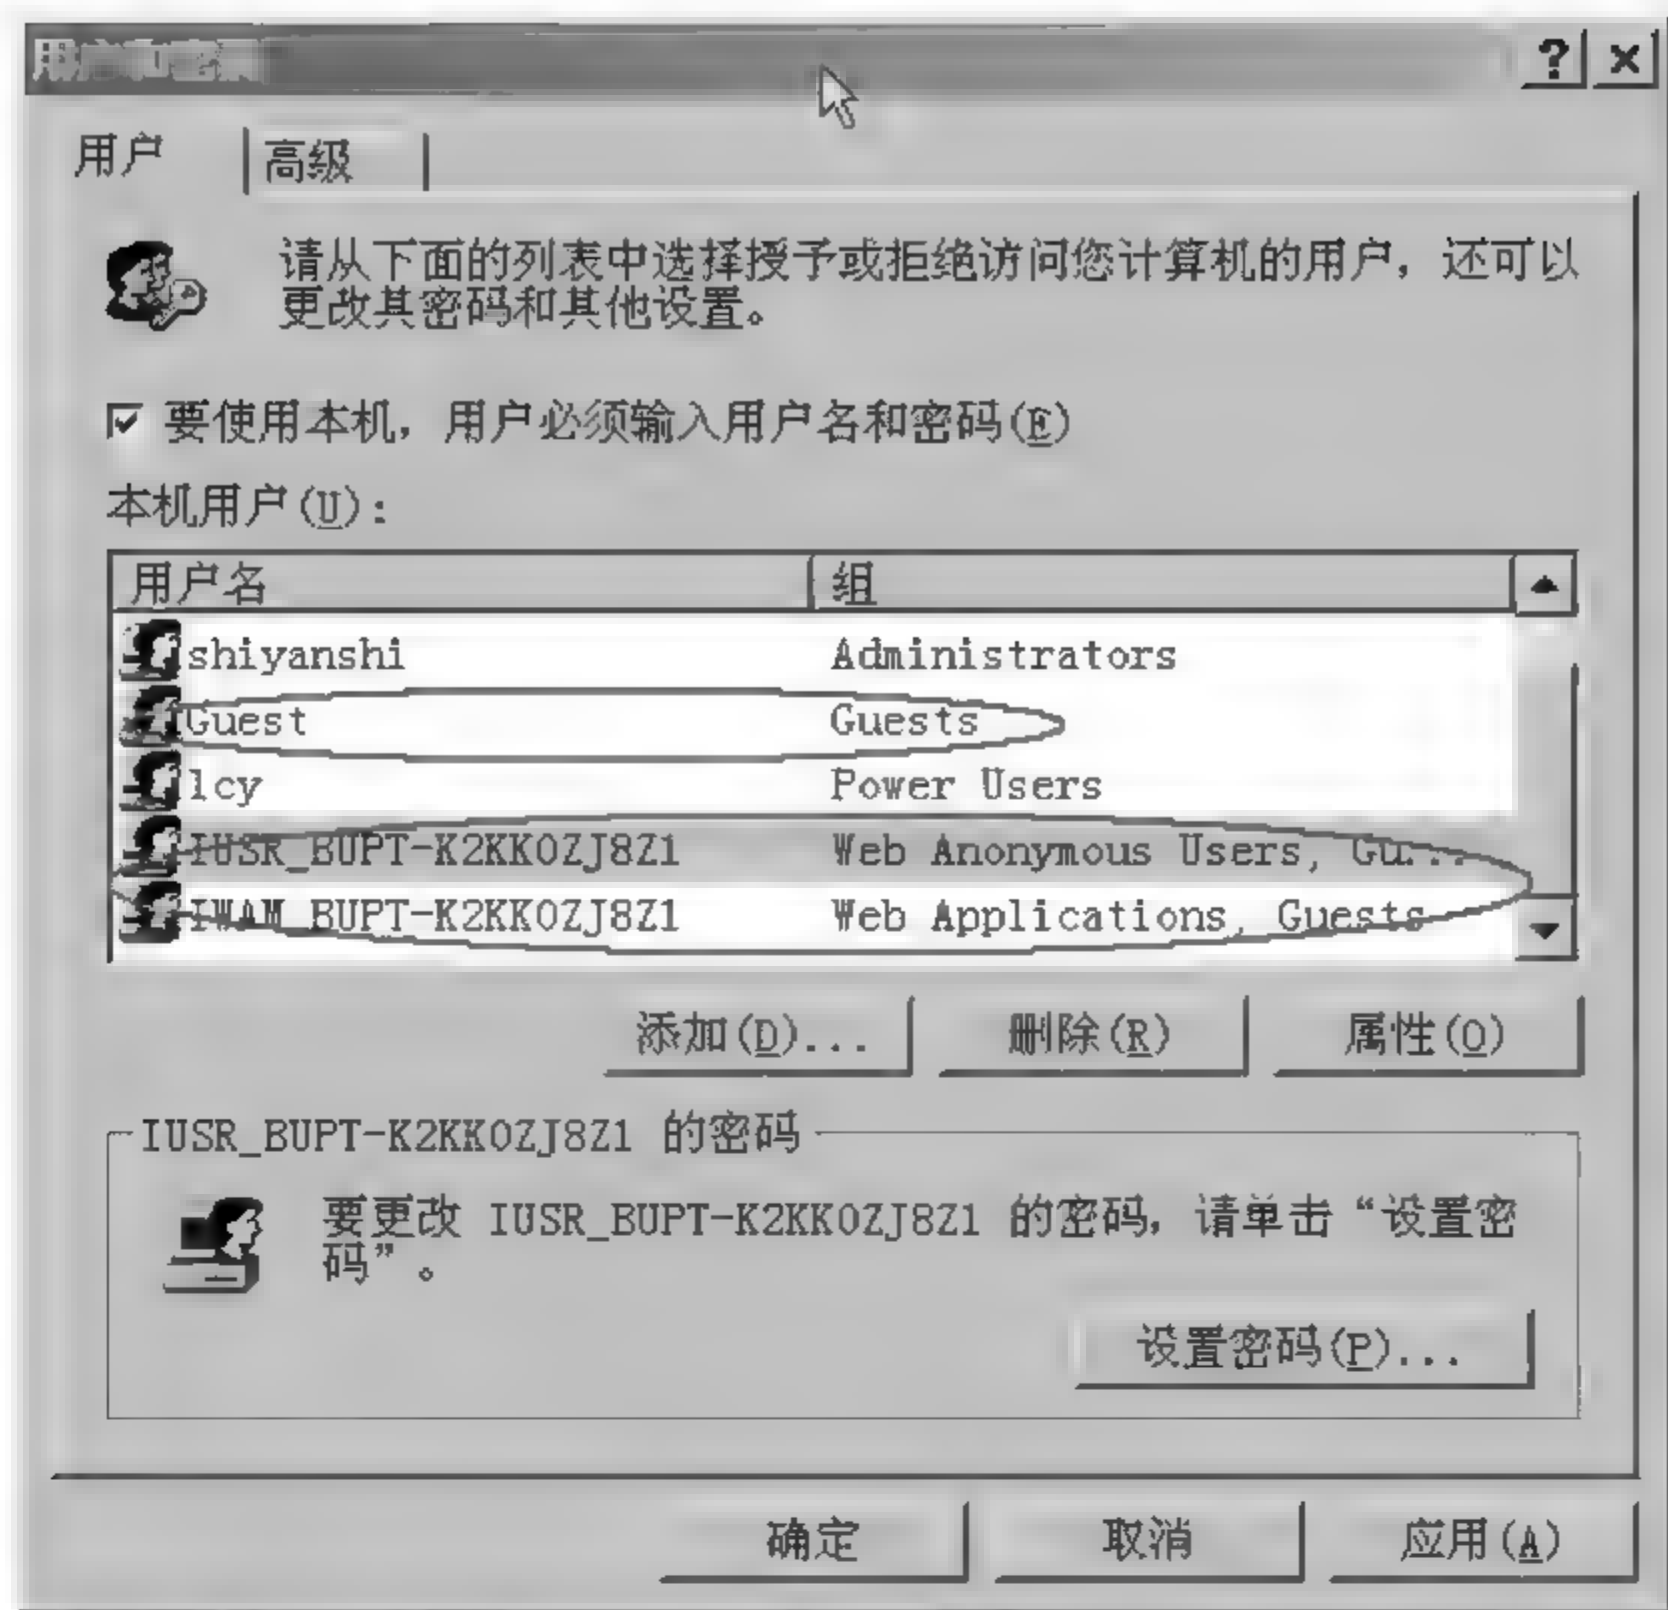 用户和密码
? ×
用户 高级
请从下面的列表中选择授予或拒绝访问您计算机的用户，还可以
更改其密码和其他设置。
要使用本机，用户必须输入用户名和密码(E)
本机用户(U)：
用户名 组
shiyanshi Administrators
Guest Guests
lcy Power Users
IUSR_BUPT-K2KK0ZJ8Z1 Web Anonymous Users, Gu...
IWAM_BUPT-K2KK0ZJ8Z1 Web Applications, Guests
添加(D)... 删除(R) 属性(O)
IUSR_BUPT-K2KK0ZJ8Z1 的密码
要更改 IUSR_BUPT-K2KK0ZJ8Z1 的密码，请单击“设置密
码”。
设置密码(P)...
确定 取消 应用(A)